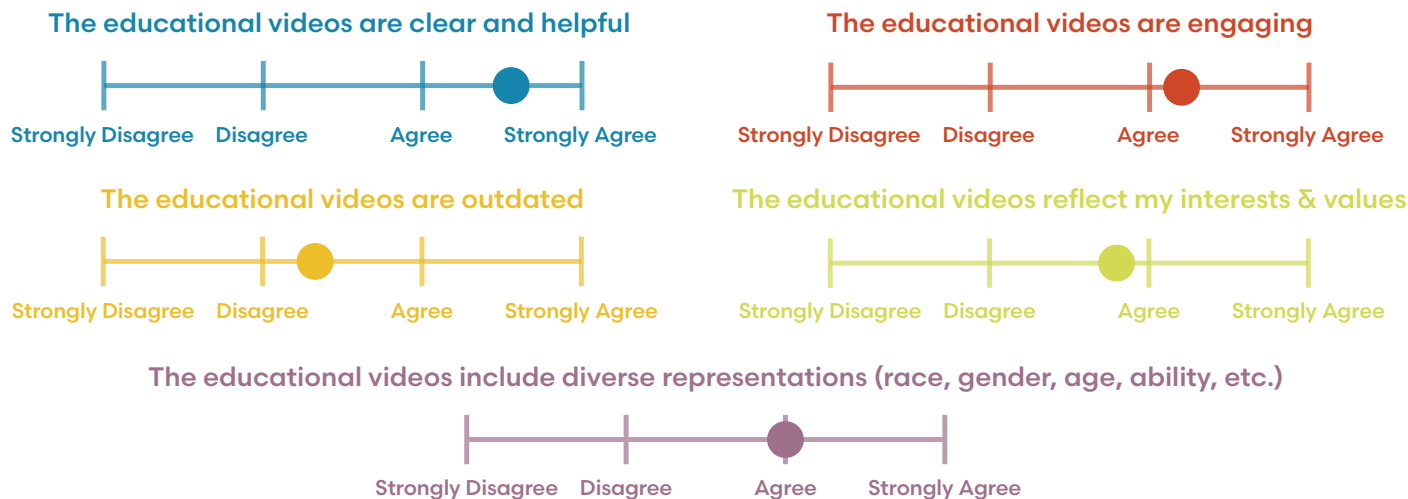 The educational videos are clear and helpful
Strongly Disagree Disagree Agree Strongly Agree
The educational videos are engaging
Strongly Disagree Disagree Agree Strongly Agree
The educational videos are outdated
Strongly Disagree Disagree Agree Strongly Agree
The educational videos reflect my interests & values
Strongly Disagree Disagree Agree Strongly Agree
The educational videos include diverse representations (race, gender, age, ability, etc.)
Strongly Disagree Disagree Agree Strongly Agree